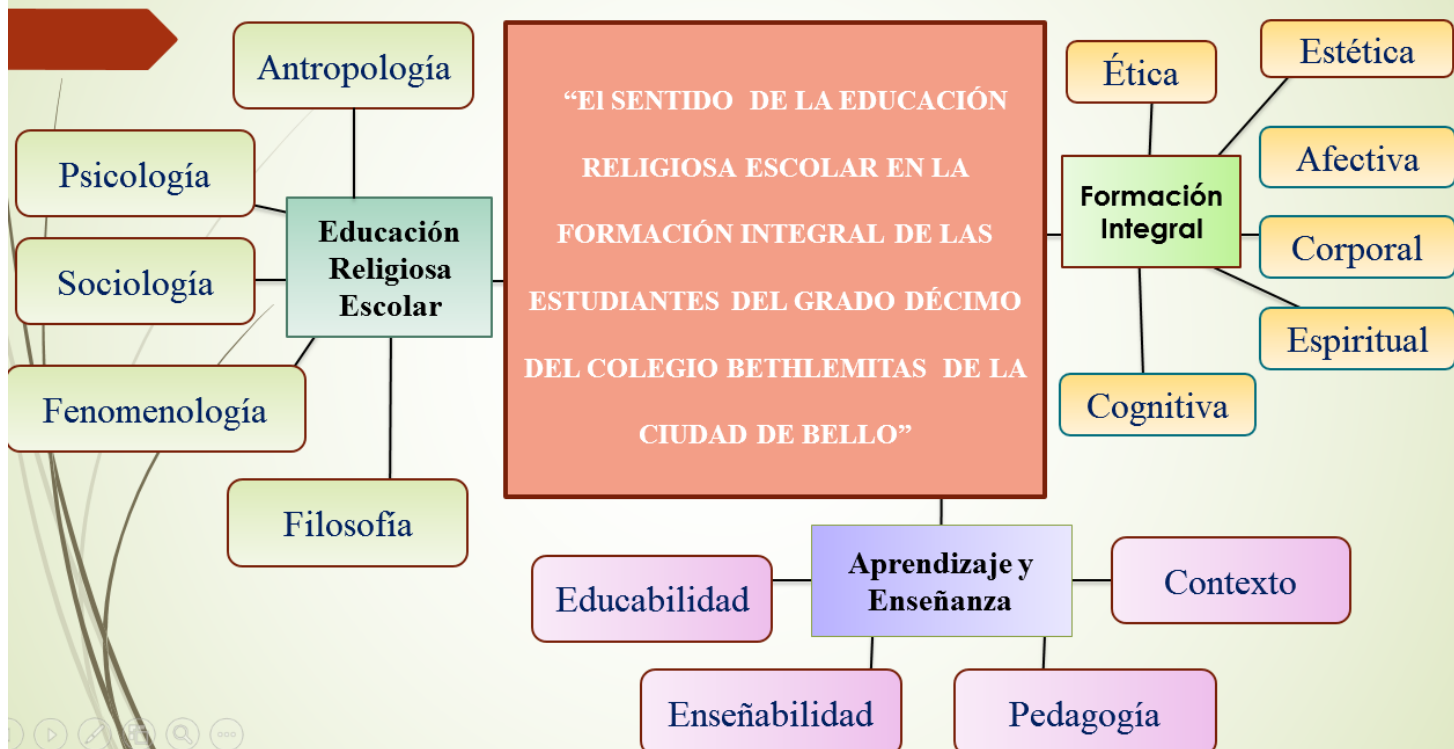 Antropología
Psicología
Sociología
Fenomenología
Filosofía
Educación
Religiosa
Escolar
“El SENTIDO DE LA EDUCACIÓN
RELIGIOSA ESCOLAR EN LA
FORMACIÓN INTEGRAL DE LAS
ESTUDIANTES DEL GRADO DÉCIMO
DEL COLEGIO BETHLEMITAS DE LA
CIUDAD DE BELLO”
Ética
Estética
Formación
Integral
Afectiva
Corporal
Espiritual
Cognitiva
Aprendizaje y
Enseñanza
Educabilidad
Contexto
Enseñabilidad
Pedagogía